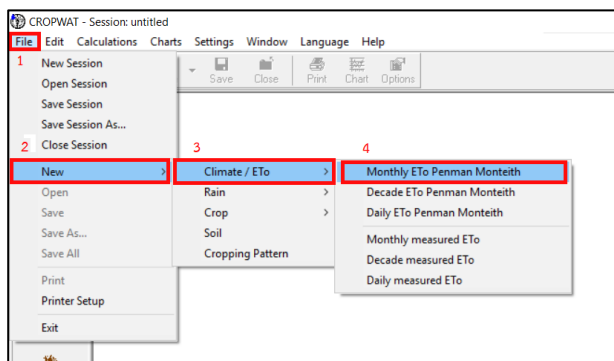 CROPWAT - Session: untitled
File Edit Calculations Charts Settings Window Language Help
1
New Session
Open Session
Save Session
Save Session As...
2 Close Session
New
Open
Save
Save As...
Save All
Print
Printer Setup
Exit
Save Close Print Chart Options
3
Climate / ETo
Rain
Crop
Soil
Cropping Pattern
4
Monthly ETo Penman Monteith
Decade ETo Penman Monteith
Daily ETo Penman Monteith
Monthly measured ETo
Decade measured ETo
Daily measured ETo